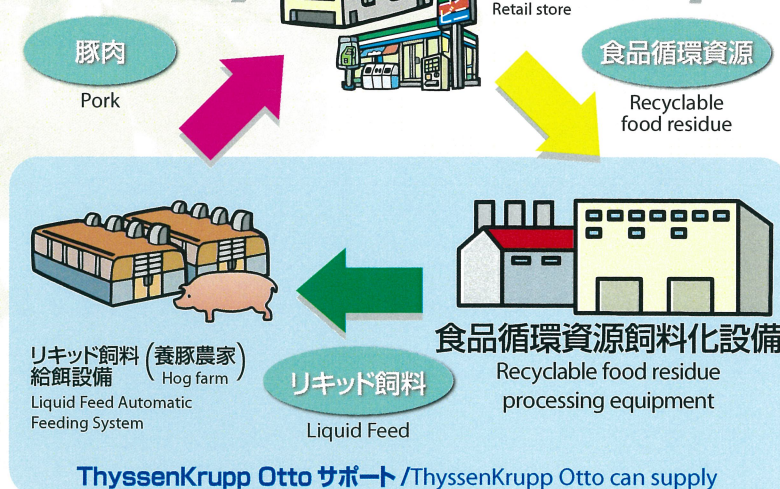 Retail store
豚肉
Pork
食品循環資源
Recyclable
food residue
リキッド飼料
給餌設備
(養豚農家
Hog farm)
Liquid Feed Automatic
Feeding System
リキッド飼料
Liquid Feed
食品循環資源飼料化設備
Recyclable food residue
processing equipment
ThyssenKrupp Otto サポート/ThyssenKrupp Otto can supply